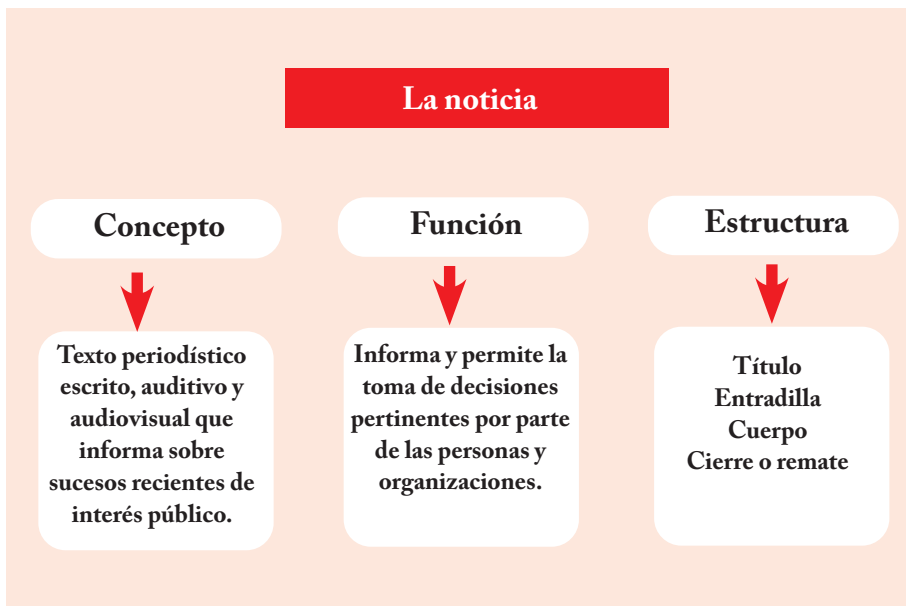 La noticia
Concepto
Función
Estructura
Texto periodístico
escrito, auditivo y
audiovisual que
informa sobre
sucesos recientes de
interés público.
Informa y permite la
toma de decisiones
pertinentes por parte
de las personas y
organizaciones.
Título
Entradilla
Cuerpo
Cierre o remate